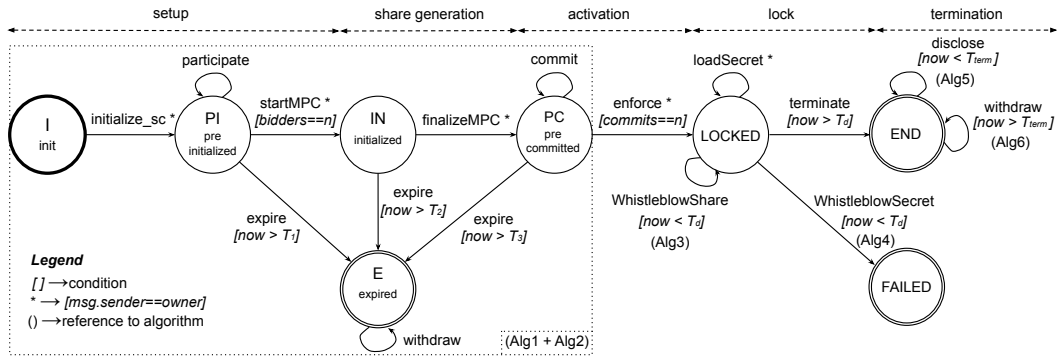 setup
share generation
activation
lock
termination
participate
commit
loadSecret *
disclose
[now < Tterm]
(Alg5)
I
init
initialize_sc *
PI
pre
initialized
startMPC *
[bidders==n]
IN
initialized
finalizeMPC *
PC
pre
committed
enforce *
[commits==n]
LOCKED
terminate
[now > Td]
END
withdraw
[now > Tterm]
(Alg6)
expire
[now > T1]
expire
[now > T2]
expire
[now > T3]
WhistleblowShare
[now < Td]
(Alg3)
WhistleblowSecret
[now < Td]
(Alg4)
FAILED
E
expired
withdraw
(Alg1 + Alg2)
Legend
[ ] →condition
* → [msg.sender==owner]
() →reference to algorithm